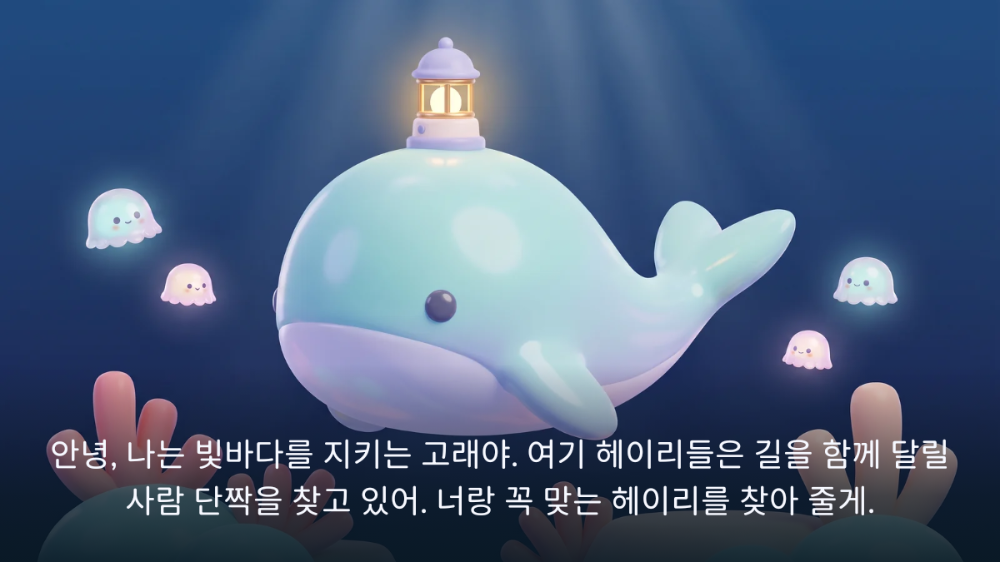 안녕, 나는 빛바다를 지키는 고래야. 여기 헤이리들은 길을 함께 달릴
사람 단짝을 찾고 있어. 너랑 꼭 맞는 헤이리를 찾아 줄게.